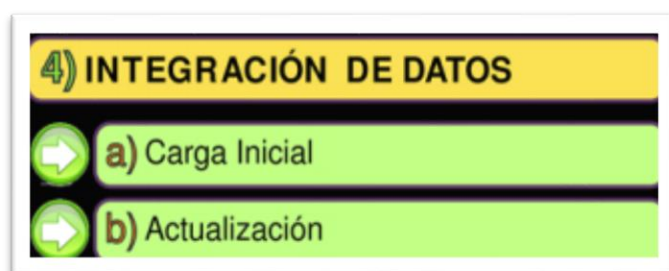 4) INTEGRACIÓN DE DATOS
a) Carga Inicial
b) Actualización